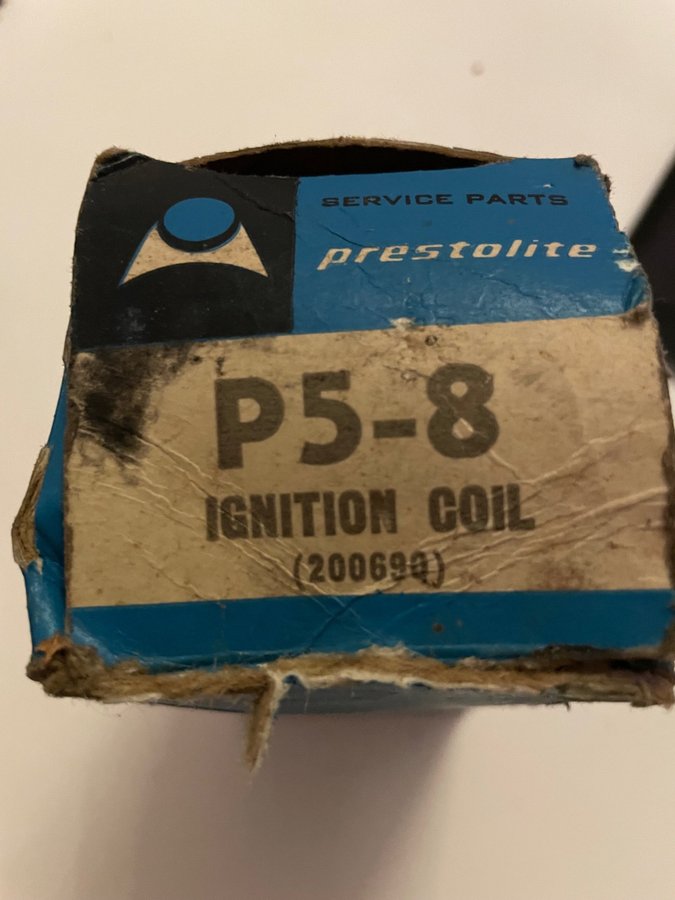 SERVICE PARTS
prestolite
P5-8
IGNITION COIL
(200690)